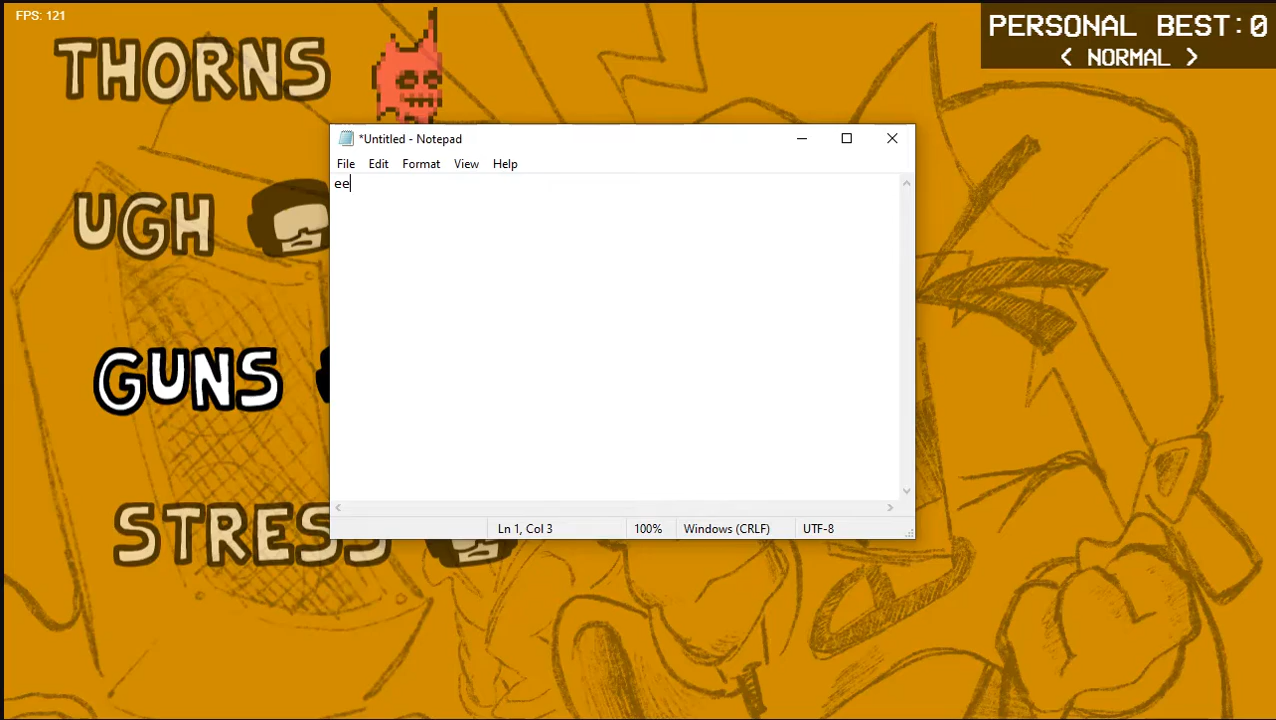 FPS: 121
PERSONAL BEST:0
< NORMAL >
THORNS
UGH
GUNS
STRESS
*Untitled - Notepad
File Edit Format View Help
ee
Ln 1, Col 3 100% Windows (CRLF) UTF-8